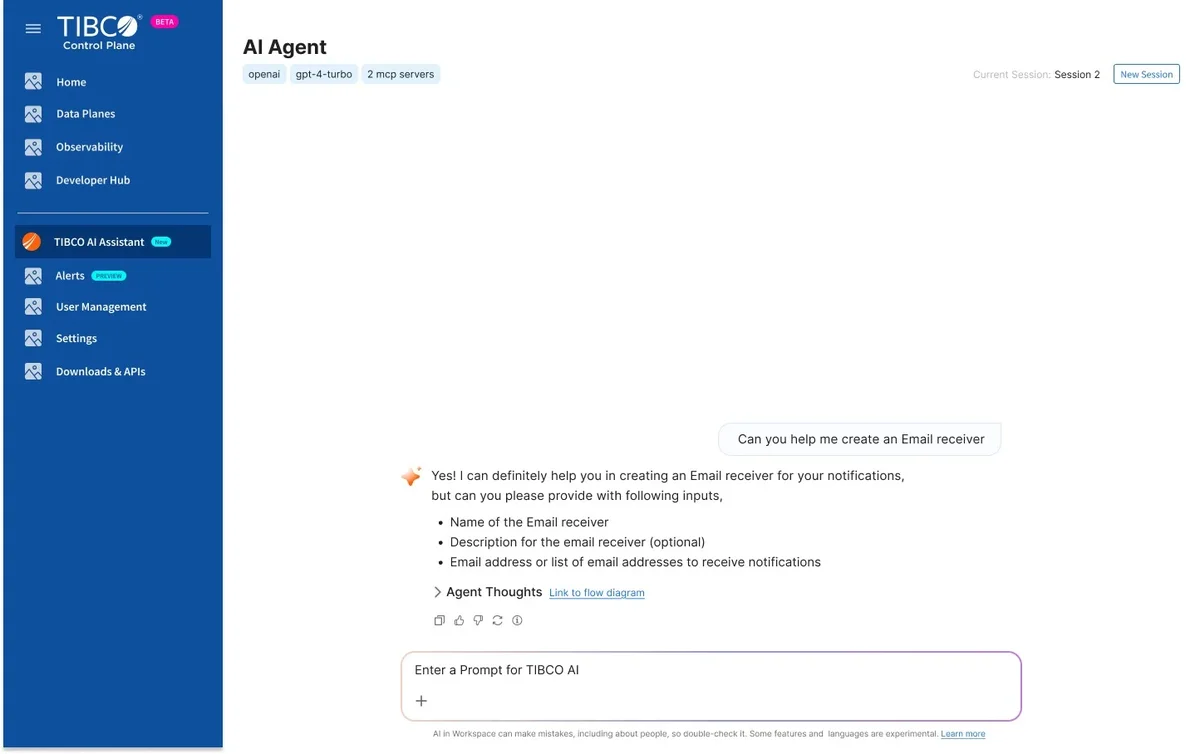 TIBCO® BETA
Control Plane
Home
Data Planes
Observability
Developer Hub
TIBCO AI Assistant New
Alerts PREVIEW
User Management
Settings
Downloads & APIs
AI Agent
openai gpt-4-turbo 2 mcp servers
Current Session: Session 2 New Session
Can you help me create an Email receiver
Yes! I can definitely help you in creating an Email receiver for your notifications,
but can you please provide with following inputs,
• Name of the Email receiver
• Description for the email receiver (optional)
• Email address or list of email addresses to receive notifications
Agent Thoughts Link to flow diagram
Enter a Prompt for TIBCO AI
AI in Workspace can make mistakes, including about people, so double-check it. Some features and languages are experimental. Learn more